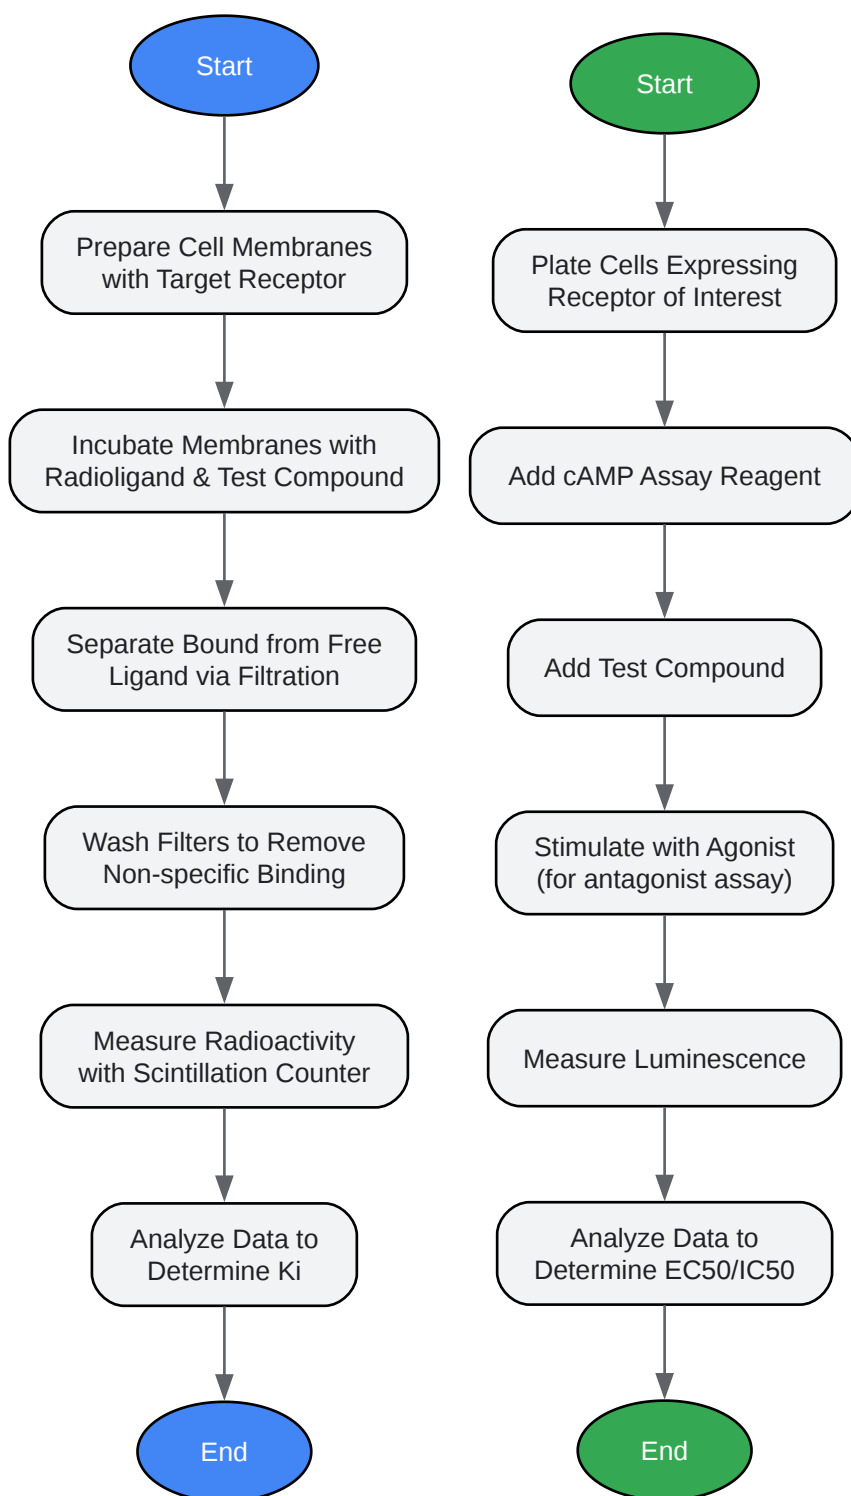 Start
Prepare Cell Membranes
with Target Receptor
Incubate Membranes with
Radioligand & Test Compound
Separate Bound from Free
Ligand via Filtration
Wash Filters to Remove
Non-specific Binding
Measure Radioactivity
with Scintillation Counter
Analyze Data to
Determine Ki
End
Start
Plate Cells Expressing
Receptor of Interest
Add cAMP Assay Reagent
Add Test Compound
Stimulate with Agonist
(for antagonist assay)
Measure Luminescence
Analyze Data to
Determine EC50/IC50
End